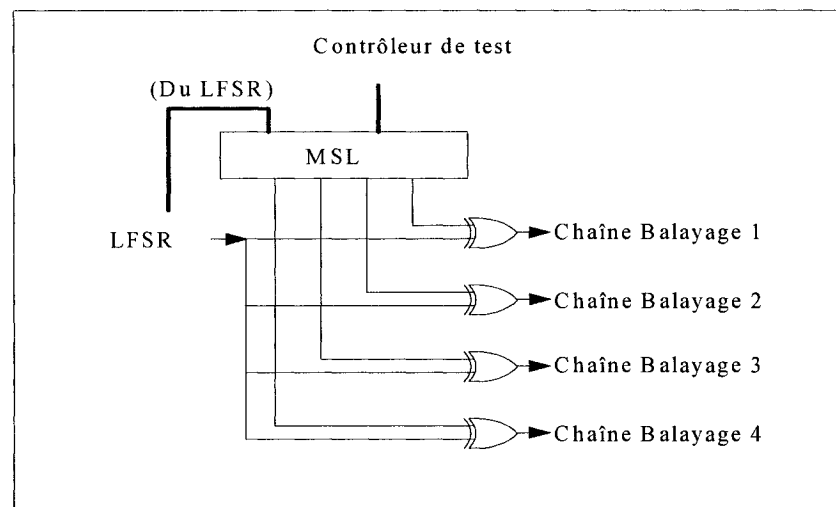 Contrôleur de test
(Du LFSR)
MSL
LFSR
Chaîne Balayage 1
Chaîne Balayage 2
Chaîne Balayage 3
Chaîne Balayage 4